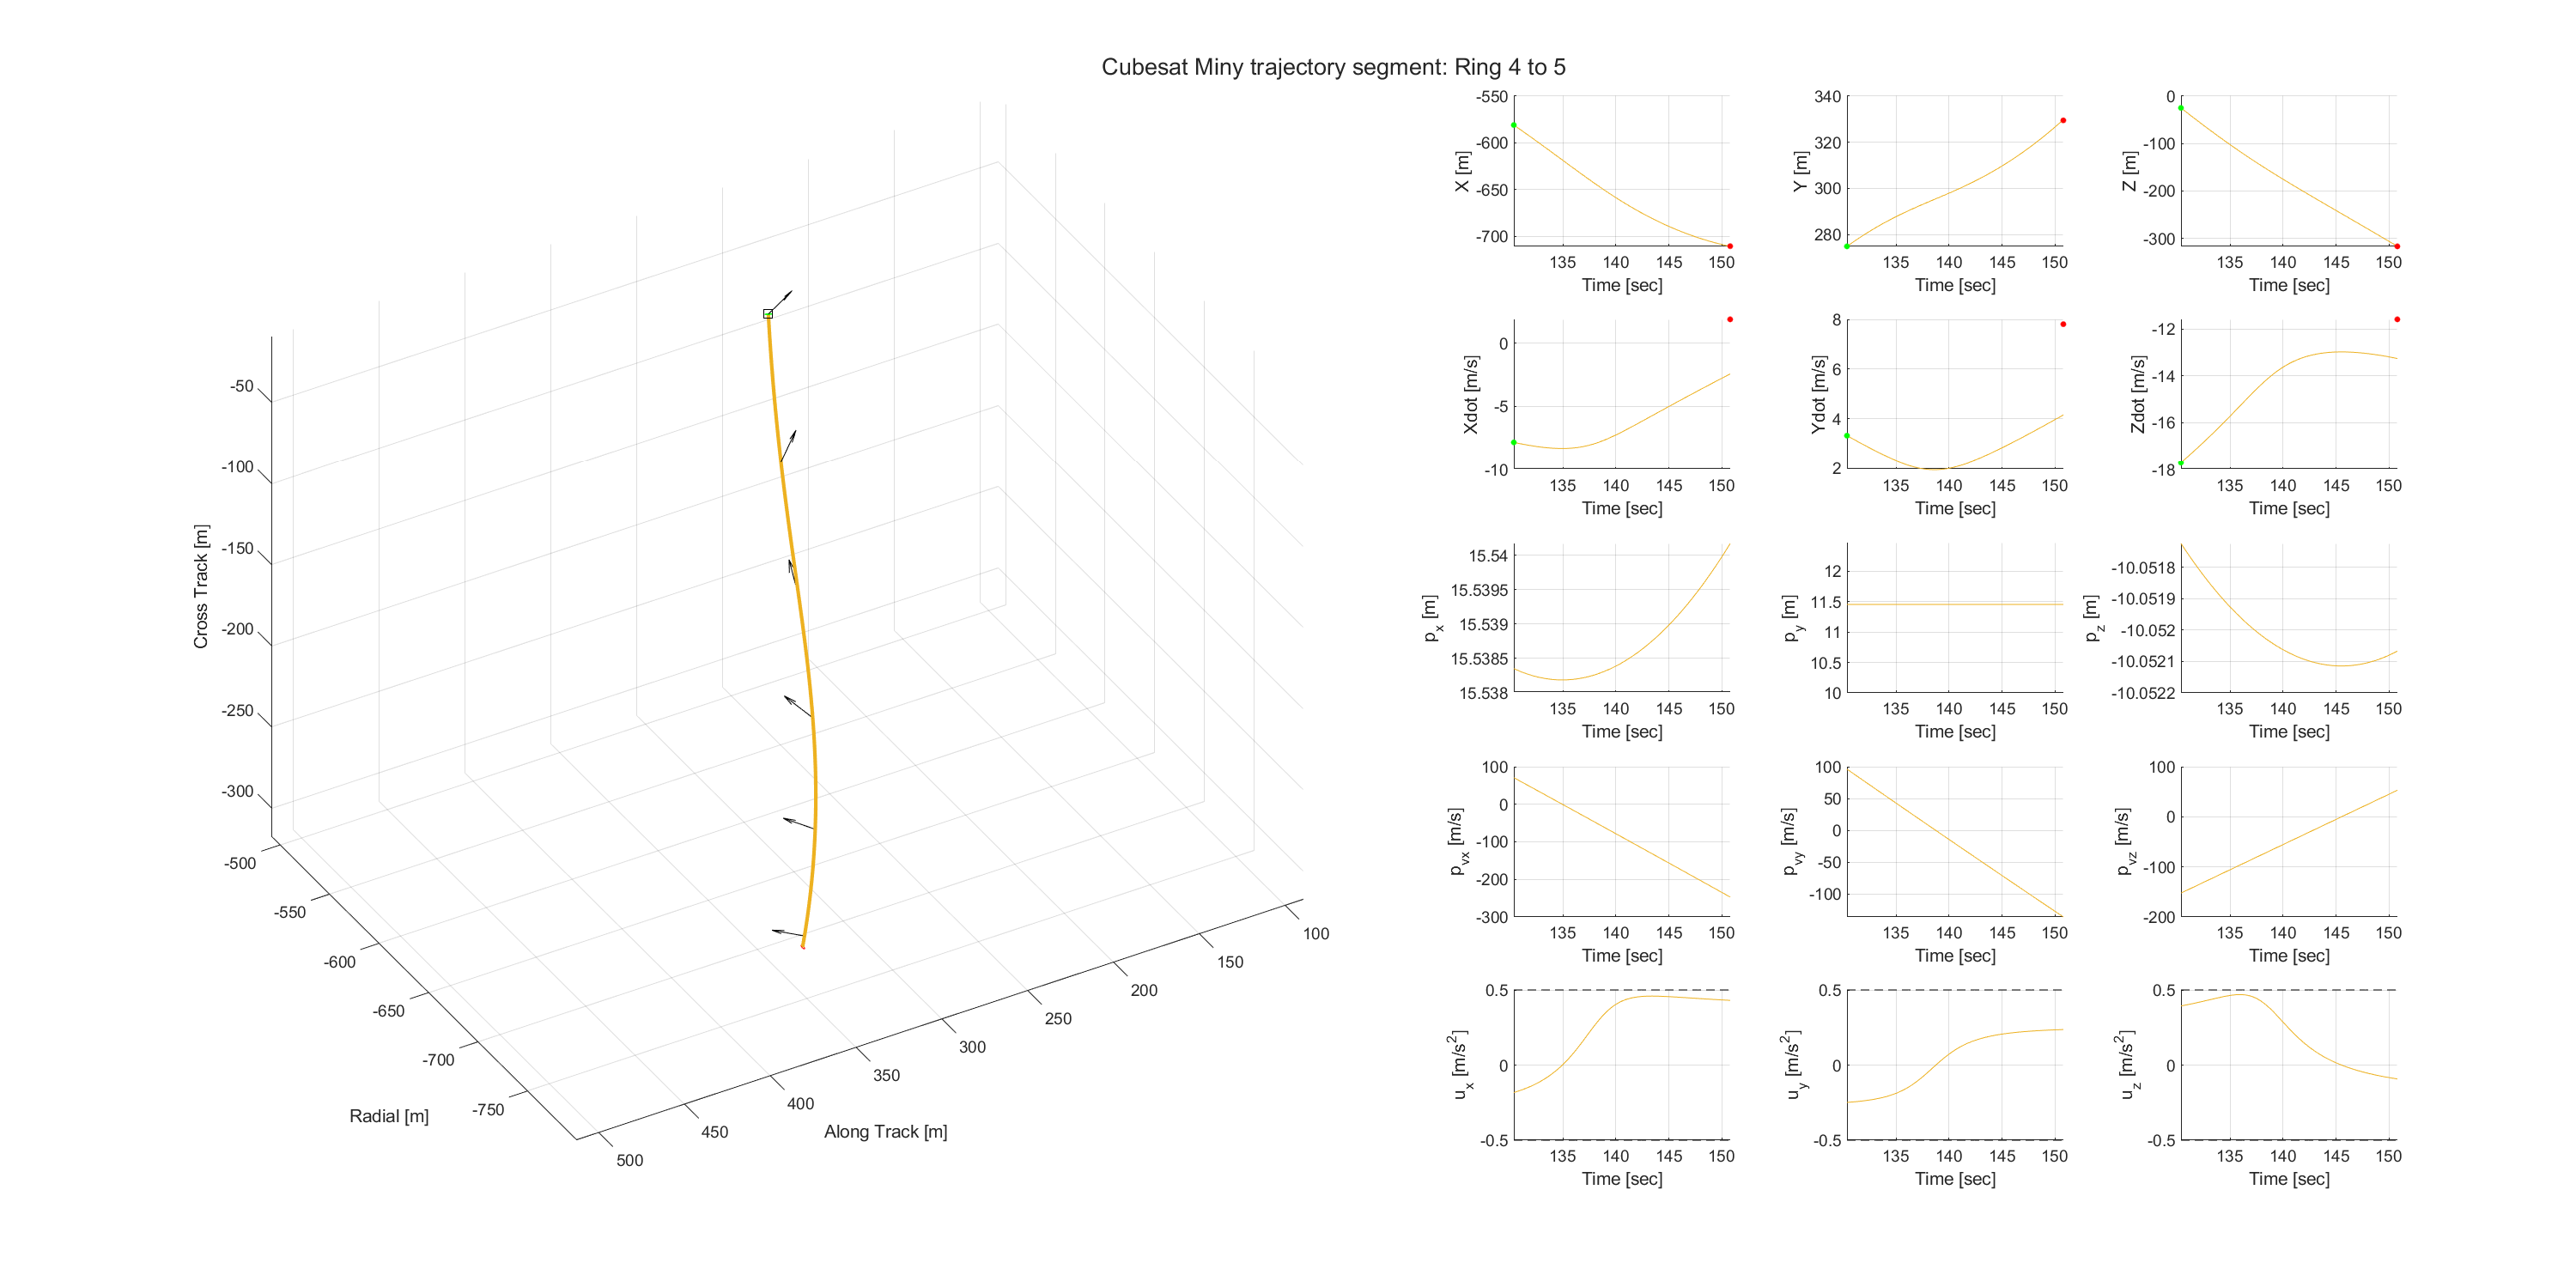 Cubesat Miny trajectory segment: Ring 4 to 5
-50
-100
-150
-200
-250
-300
Cross Track [m]
-500
-550
-600
-650
-700
-750
Radial [m]
500
450
400
350
300
250
200
150
100
Along Track [m]
-550
-600
-650
-700
X [m]
135 140 145 150
Time [sec]
340
320
300
280
Y [m]
135 140 145 150
Time [sec]
0
-100
-200
-300
Z [m]
135 140 145 150
Time [sec]
0
-5
-10
Xdot [m/s]
135 140 145 150
Time [sec]
8
6
4
2
Ydot [m/s]
135 140 145 150
Time [sec]
-12
-14
-16
-18
Zdot [m/s]
135 140 145 150
Time [sec]
15.54
15.5395
15.539
15.5385
15.538
p_x [m]
135 140 145 150
Time [sec]
12
11.5
11
10.5
10
p_y [m]
135 140 145 150
Time [sec]
-10.0518
-10.0519
-10.052
-10.0521
-10.0522
p_z [m]
135 140 145 150
Time [sec]
100
0
-100
-200
-300
p_vx [m/s]
135 140 145 150
Time [sec]
100
50
0
-50
-100
p_vy [m/s]
135 140 145 150
Time [sec]
100
0
-100
-200
p_vz [m/s]
135 140 145 150
Time [sec]
0.5
0
-0.5
u_x [m/s²]
135 140 145 150
Time [sec]
0.5
0
-0.5
u_y [m/s²]
135 140 145 150
Time [sec]
0.5
0
-0.5
u_z [m/s²]
135 140 145 150
Time [sec]